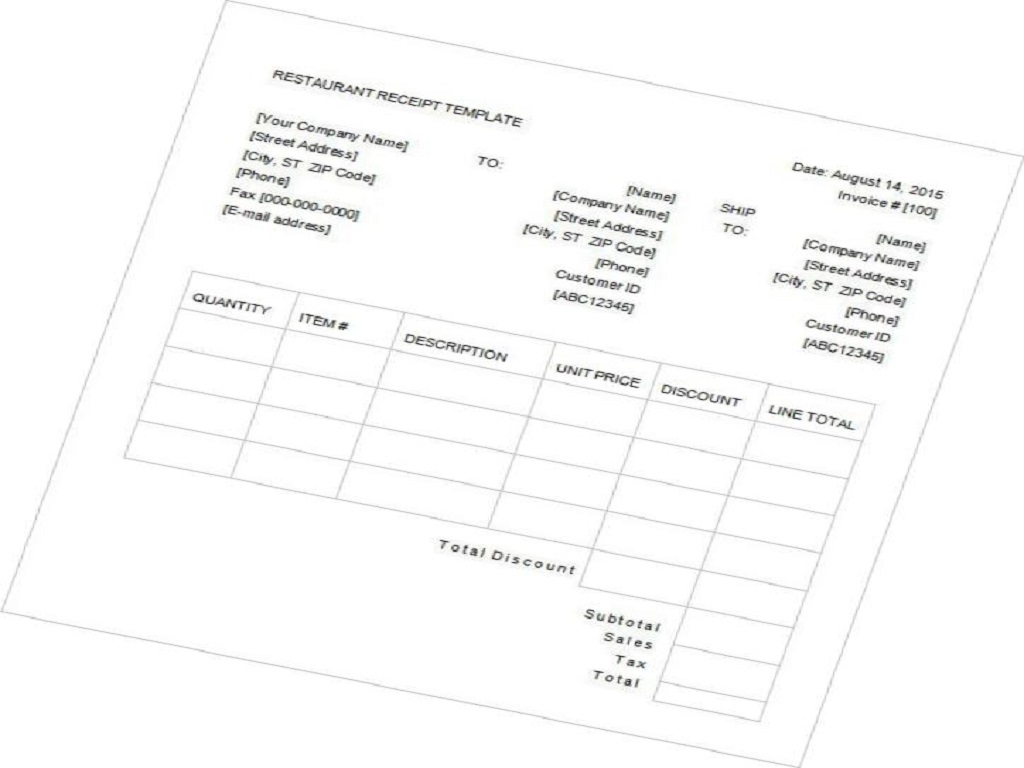 RESTAURANT RECEIPT TEMPLATE
[Your Company Name]
[Street Address]
[City, ST ZIP Code]
[Phone]
Fax [000-000-0000]
[E-mail address]
TO:
[Name]
[Company Name]
[Street Address]
[City, ST ZIP Code]
[Phone]
Customer ID
[ABC12345]
Date: August 14, 2015
Invoice # [100]
SHIP
TO:
[Name]
[Company Name]
[Street Address]
[City, ST ZIP Code]
[Phone]
Customer ID
[ABC12345]
QUANTITY ITEM # DESCRIPTION UNIT PRICE DISCOUNT LINE TOTAL
Total Discount
Subtotal
Sales
Tax
Total